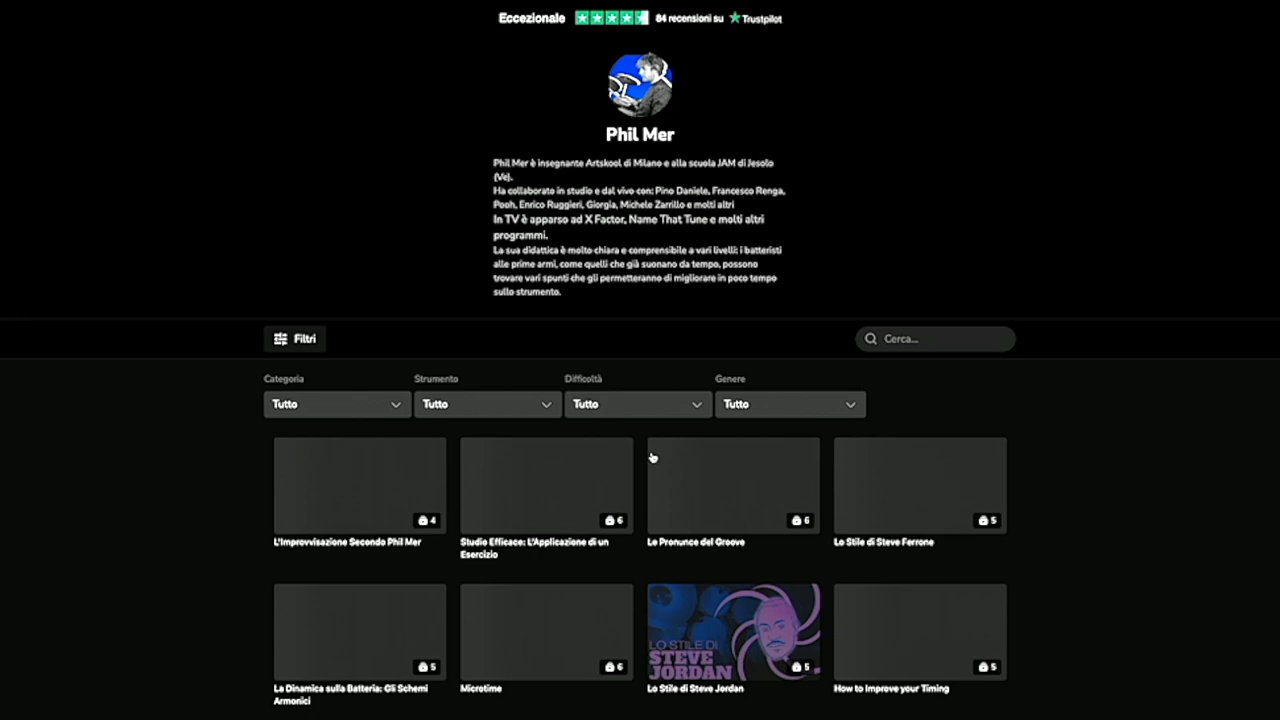 Eccezionale 84 recensioni su Trustpilot
Phil Mer
Phil Mer è insegnante Artskool di Milano e alla scuola JAM di Jesolo
(Ve).
Ha collaborato in studio e dal vivo con: Pino Daniele, Francesco Renga,
Pooh, Enrico Ruggieri, Giorgia, Michele Zarrillo e molti altri
In TV è apparso ad X Factor, Name That Tune e molti altri
programmi.
La sua didattica è molto chiara e comprensibile a vari livelli: i batteristi
alle prime armi, come quelli che già suonano da tempo, possono
trovare vari spunti che gli permetteranno di migliorare in poco tempo
sullo strumento.
Filtri Cerca...
Categoria Strumento Difficoltà Genere
Tutto Tutto Tutto Tutto
4 6 6 5
L'Improvvisazione Secondo Phil Mer
Studio Efficace: L'Applicazione di un
Esercizio
Le Pronunce del Groove
Lo Stile di Steve Ferrone
LO STILE DI
STEVE
JORDAN
5 6 5 5
La Dinamica sulla Batteria: Gli Schemi
Armonici
Microtime
Lo Stile di Steve Jordan
How to Improve your Timing